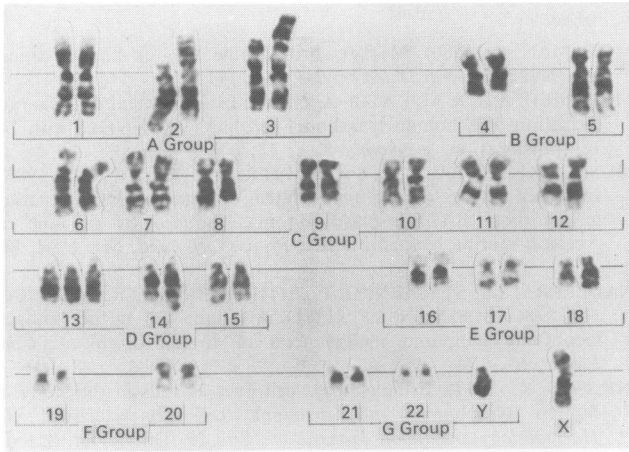 1 2 3 4 5
A Group B Group
6 7 8 9 10 11 12
C Group
13 14 15 16 17 18
D Group E Group
19 20 21 22 Y X
F Group G Group